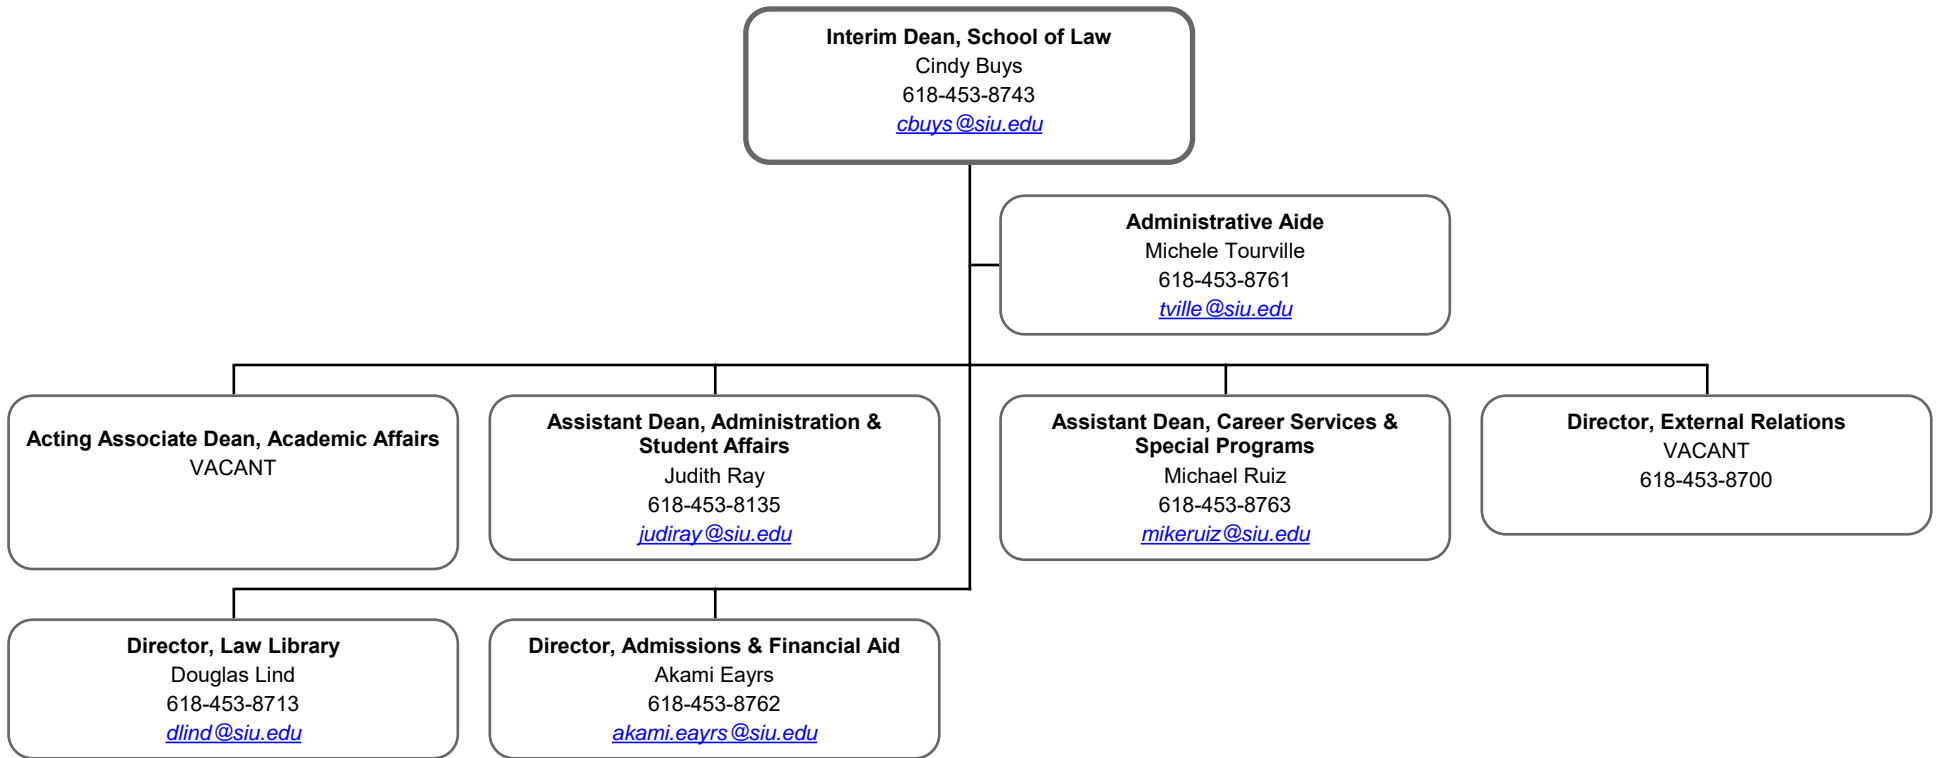 Interim Dean, School of Law
Cindy Buys
618-453-8743
cbuys@siu.edu
Administrative Aide
Michele Tourville
618-453-8761
tville@siu.edu
Acting Associate Dean, Academic Affairs
VACANT
Assistant Dean, Administration &
Student Affairs
Judith Ray
618-453-8135
judiray@siu.edu
Assistant Dean, Career Services &
Special Programs
Michael Ruiz
618-453-8763
mikeruiz@siu.edu
Director, External Relations
VACANT
618-453-8700
Director, Law Library
Douglas Lind
618-453-8713
dlind@siu.edu
Director, Admissions & Financial Aid
Akami Eayrs
618-453-8762
akami.eayrs@siu.edu